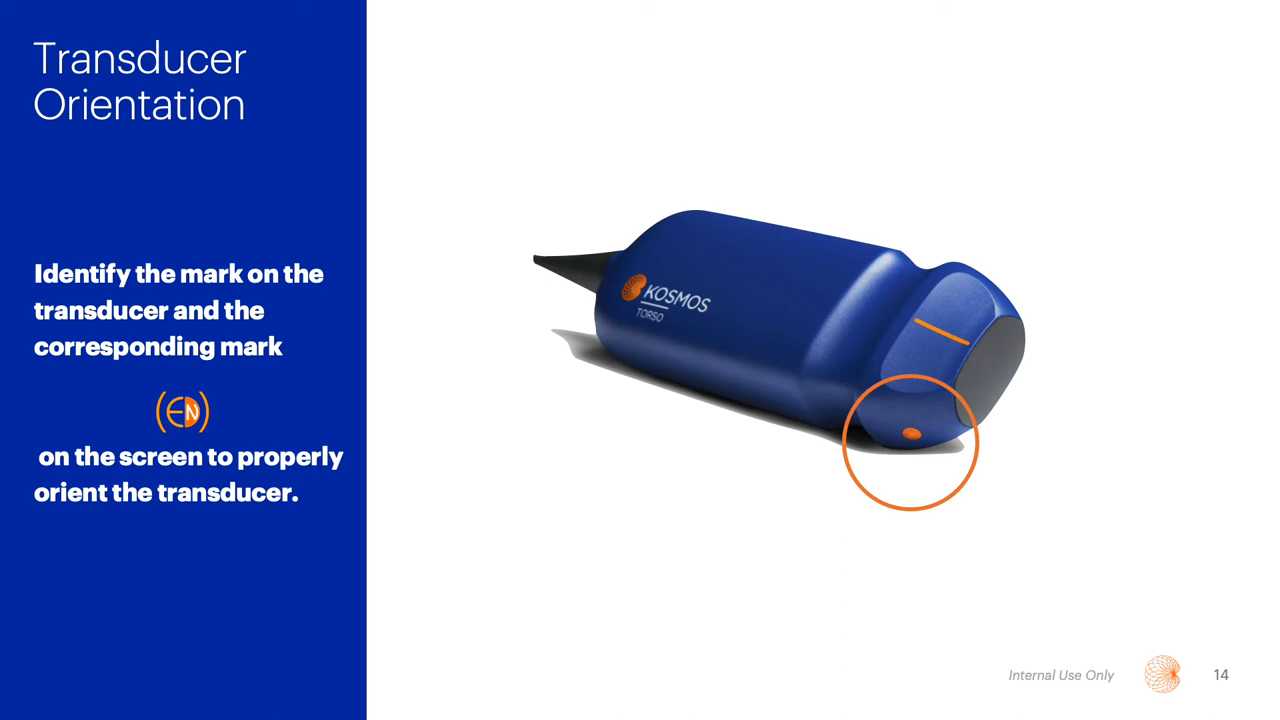 Transducer
Orientation
Identify the mark on the
transducer and the
corresponding mark
(EN)
on the screen to properly
orient the transducer.
KOSMOS
TORSO
Internal Use Only
14